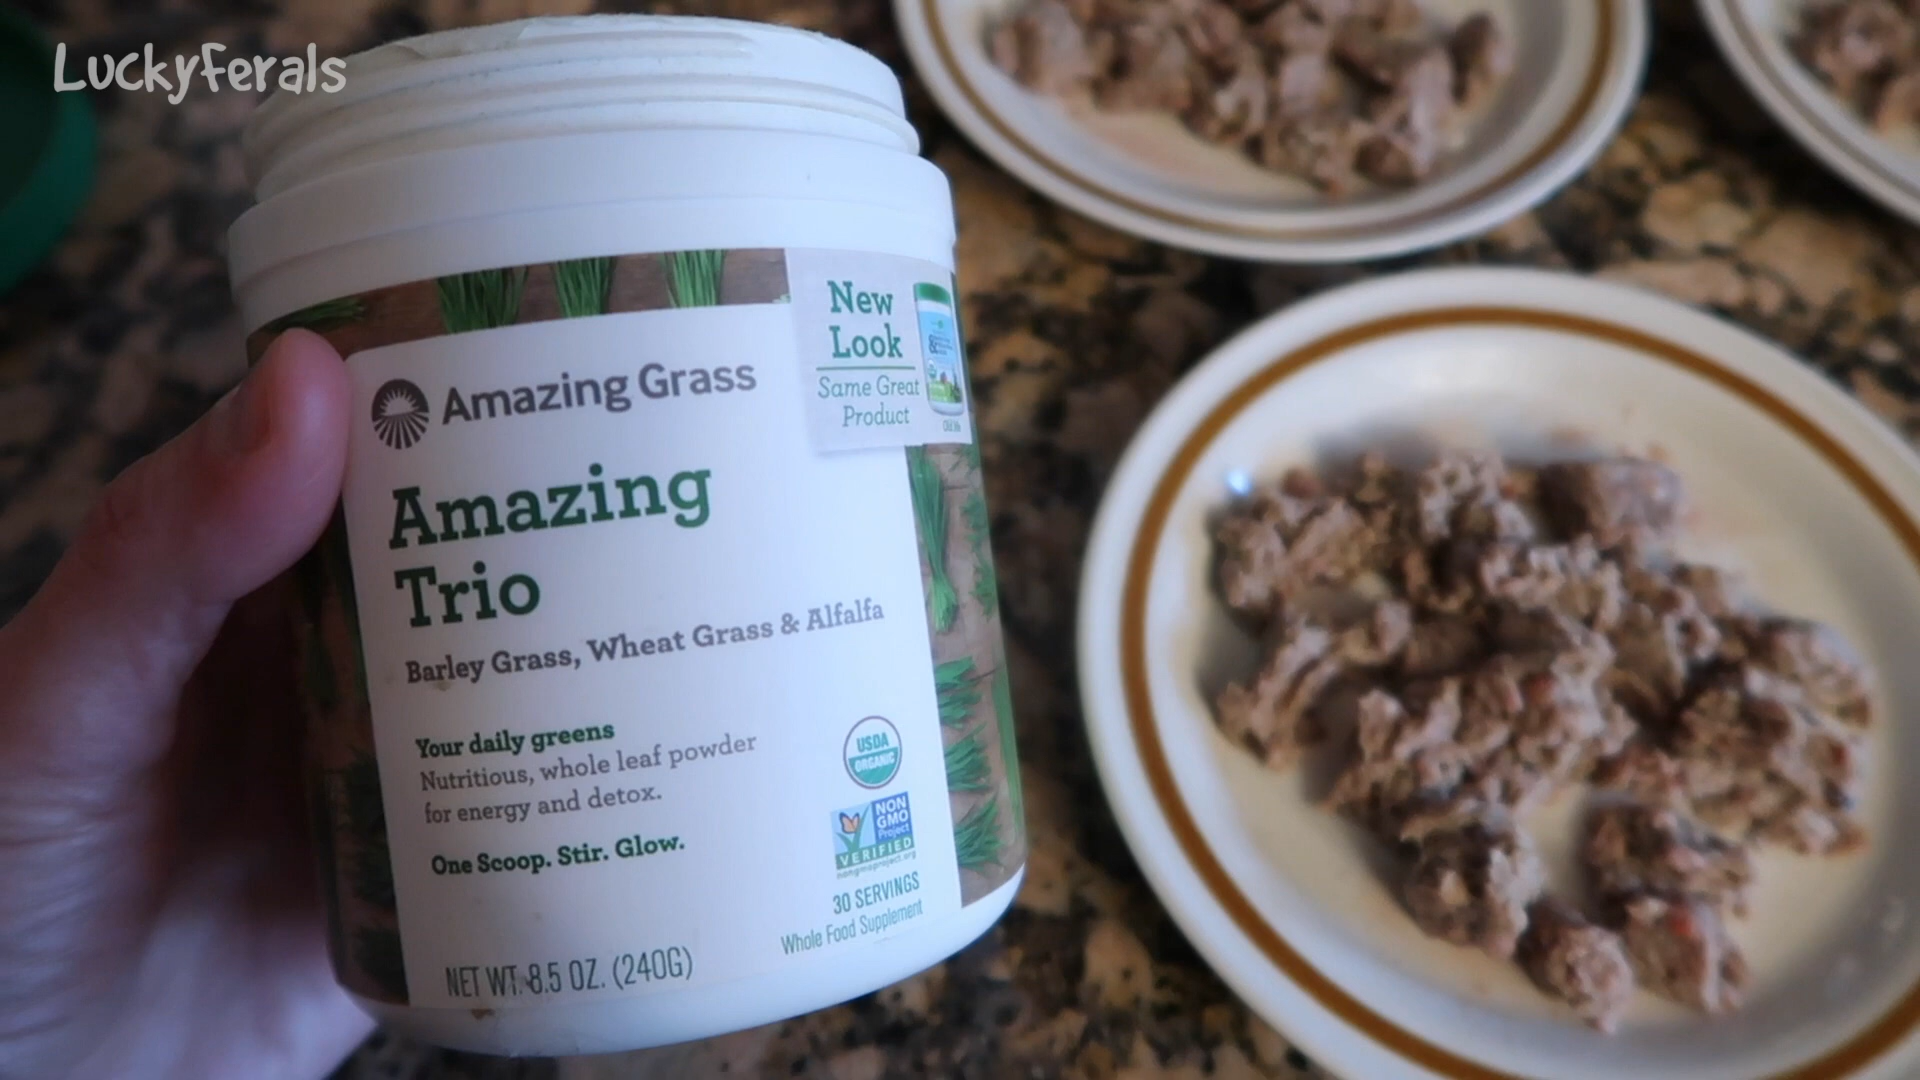 LuckyFerals
New
Look
Same Great
Product
Amazing Grass
Amazing
Trio
Barley Grass, Wheat Grass & Alfalfa
Your daily greens
Nutritious, whole leaf powder
for energy and detox.
One Scoop. Stir. Glow.
USDA
ORGANIC
NON
GMO
Project
VERIFIED
nongmoproject.org
30 SERVINGS
Whole Food Supplement
NET WT. 8.5 OZ. (240G)